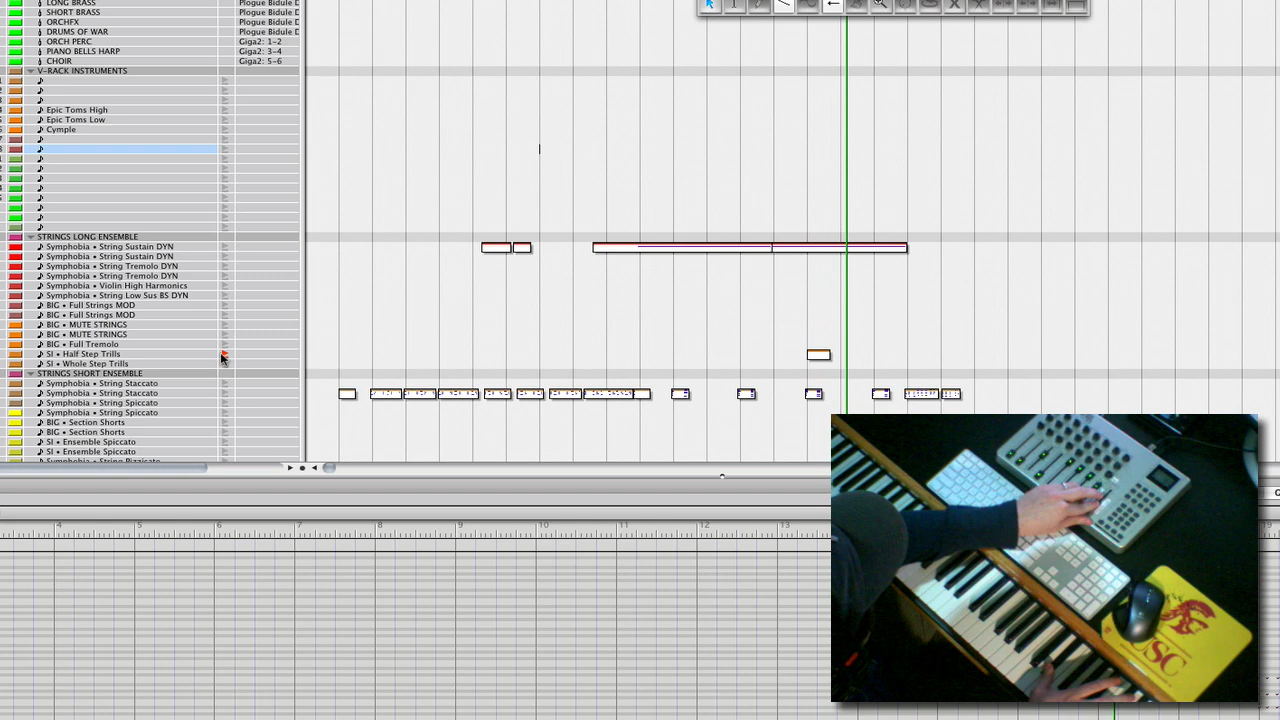 LONG BRASS Plogue Bidule D
SHORT BRASS Plogue Bidule D
ORCHFX Plogue Bidule D
DRUMS OF WAR Plogue Bidule D
ORCH PERC Giga2: 1-2
PIANO BELLS HARP Giga2: 3-4
CHOIR Giga2: 5-6
V-RACK INSTRUMENTS
Epic Toms High
Epic Toms Low
Cymple
STRINGS LONG ENSEMBLE
Symphobia • String Sustain DYN
Symphobia • String Sustain DYN
Symphobia • String Tremolo DYN
Symphobia • String Tremolo DYN
Symphobia • Violin High Harmonics
Symphobia • String Low Sus BS DYN
BIG • Full Strings MOD
BIG • Full Strings MOD
BIG • MUTE STRINGS
BIG • MUTE STRINGS
BIG • Full Tremolo
SI • Half Step Trills
SI • Whole Step Trills
STRINGS SHORT ENSEMBLE
Symphobia • String Staccato
Symphobia • String Staccato
Symphobia • String Spiccato
Symphobia • String Spiccato
BIG • Section Shorts
BIG • Section Shorts
SI • Ensemble Spiccato
SI • Ensemble Spiccato
Symphobia • String Pizzicato
4 5 6 7 8 9 10 11 12 13 19
USC